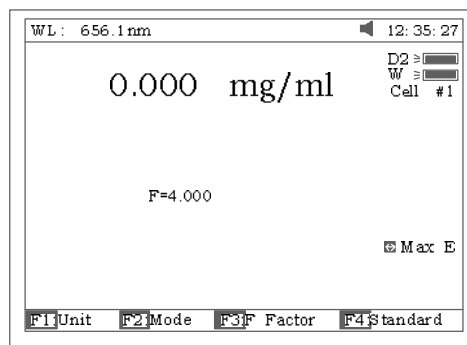 WL: 656.1nm 12:35:27
D2
0.000 mg/ml
W
Cell #1
F=4.000
Max E
F1:Unit F2:Mode F3:F Factor F4:Standard